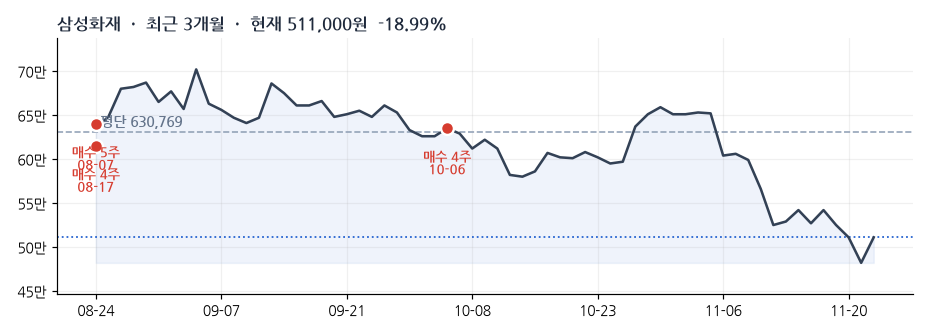 삼성화재 · 최근 3개월 · 현재 511,000원 -18.99%
70만
65만
60만
55만
50만
45만
평단 630,769
매수 5주
08-07
매수 4주
08-17
매수 4주
10-06
08-24
09-07
09-21
10-08
10-23
11-06
11-20